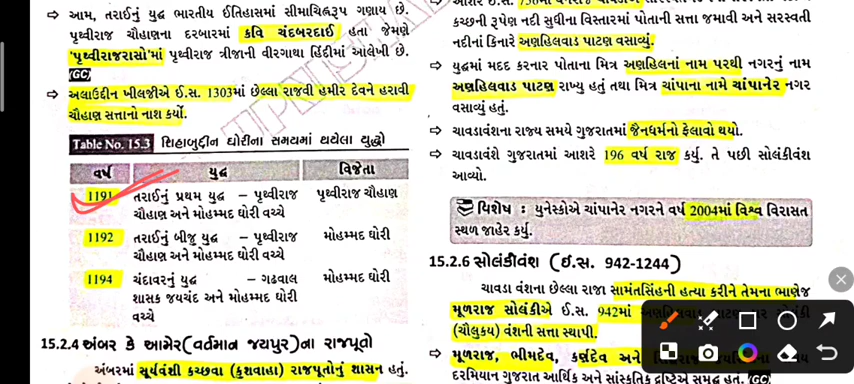 ⇨ આમ, તરાઈનું યુદ્ધ ભારતીય ઈતિહાસમાં સીમાચિહ્નરૂપ ગણાય છે.
પૃથ્વીરાજ ચૌહાણના દરબારમાં કવિ ચંદબરદાઈ હતા જેમણે
'પૃથ્વીરાજરાસો'માં પૃથ્વીરાજ ત્રીજાની વીરગાથા હિંદીમાં આલેખી છે.
(GC)
⇨ અલાઉદ્દીન ખીલજીએ ઈ.સ. 1303માં છેલ્લા રાજવી હમીર દેવને હરાવી
ચૌહાણ સત્તાનો નાશ કર્યો.
Table No. 15.3 શિહાબુદ્દીન ઘોરીના સમયમાં થયેલા યુદ્ધો
વર્ષ યુદ્ધ વિજેતા
1191 તરાઈનું પ્રથમ યુદ્ધ – પૃથ્વીરાજ પૃથ્વીરાજ ચૌહાણ
ચૌહાણ અને મોહમ્મદ ઘોરી વચ્ચે
1192 તરાઈનું બીજુ યુદ્ધ – પૃથ્વીરાજ મોહમ્મદ ઘોરી
ચૌહાણ અને મોહમ્મદ ઘોરી વચ્ચે
1194 ચંદાવરનું યુદ્ધ – ગઢવાલ મોહમ્મદ ઘોરી
શાસક જયચંદ અને મોહમ્મદ ઘોરી
વચ્ચે
15.2.4 અંબર કે આમેર(વર્તમાન જયપુર)ના રાજપૂતો
અંબરમાં સૂર્યવંશી કચ્છવા (કુશવાહા) રાજપૂતોનું શાસન હતું.
કચ્છની રૂપેણ નદી સુધીના વિસ્તારમાં પોતાની સત્તા જમાવી અને સરસ્વતી
નદીનાં કિનારે અણહિલવાડ પાટણ વસાવ્યું.
⇨ યુદ્ધમાં મદદ કરનાર પોતાના મિત્ર અણહિલનાં નામ પરથી નગરનું નામ
અણહિલવાડ પાટણ રાખ્યુ હતું તથા મિત્ર ચાંપાના નામે ચાંપાનેર નગર
વસાવ્યું હતું.
⇨ ચાવડાવંશના રાજ્ય સમયે ગુજરાતમાં જૈનધર્મનો ફેલાવો થયો.
⇨ ચાવડાવંશે ગુજરાતમાં આશરે 196 વર્ષ રાજ કર્યુ. તે પછી સોલંકીવંશ
આવ્યો.
વિશેષ : યુનેસ્કોએ ચાંપાનેર નગરને વર્ષ 2004માં વિશ્વ વિરાસત
સ્થળ જાહેર કર્યુ.
15.2.6 સોલંકીવંશ (ઈ.સ. 942-1244)
ચાવડા વંશના છેલ્લા રાજા સામંતસિંહની હત્યા કરીને તેમના ભાણેજ
મૂળરાજ સોલંકીએ ઈ.સ. 942માં
(ચૌલુક્ય) વંશની સત્તા સ્થાપી.
⇨ મૂળરાજ, ભીમદેવ, કર્ણદેવ અને
દરમિયાન ગુજરાત આર્થિક અને સાંસ્કૃતિક દૃષ્ટિએ સમૃદ્ધ હતું. (GC)